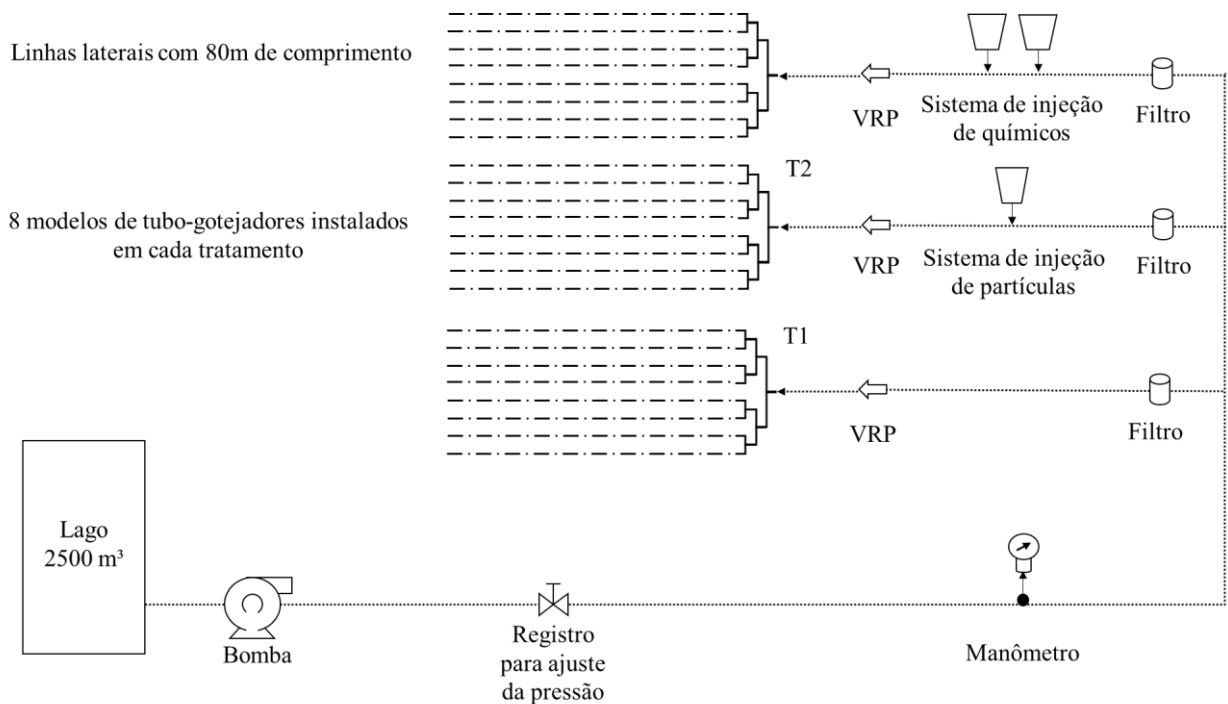 Linhas laterais com 80m de comprimento
VRP
Sistema de injeção
de químicos
Filtro
T2
8 modelos de tubo-gotejadores instalados
em cada tratamento
VRP
Sistema de injeção
de partículas
Filtro
T1
VRP
Filtro
Lago
2500 m³
Bomba
Registro
para ajuste
da pressão
Manômetro